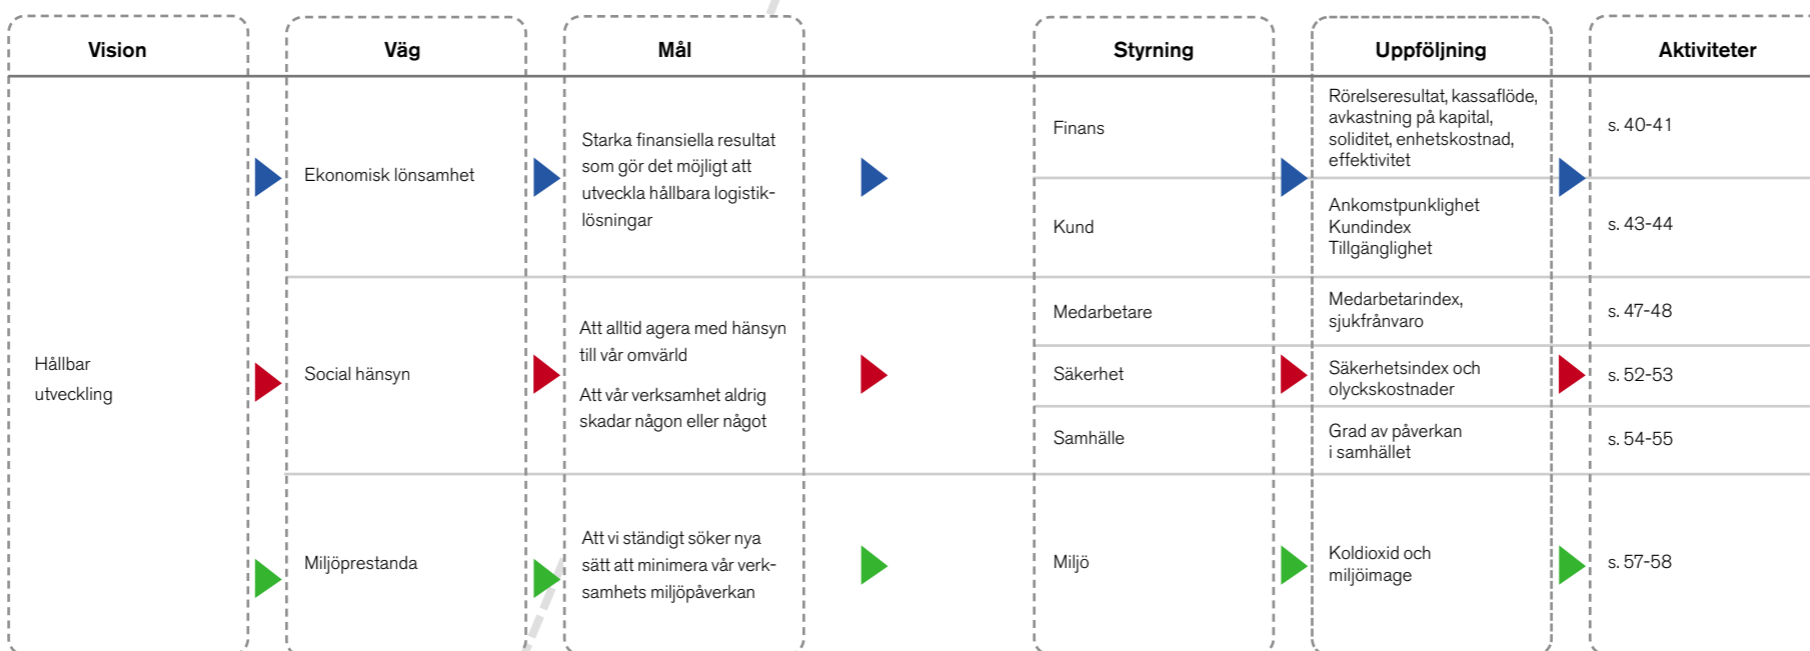 Vision
Väg
Mål
Styrning
Uppföljning
Aktiviteter
Hållbar
utveckling
Ekonomisk lönsamhet
Starka finansiella resultat
som gör det möjligt att
utveckla hållbara logistik-
lösningar
Finans
Rörelseresultat, kassaflöde,
avkastning på kapital,
soliditet, enhetskostnad,
effektivitet
s. 40-41
Kund
Ankomstpunklighet
Kundindex
Tillgänglighet
s. 43-44
Social hänsyn
Att alltid agera med hänsyn
till vår omvärld
Att vår verksamhet aldrig
skadar någon eller något
Medarbetare
Medarbetarindex,
sjukfrånvaro
s. 47-48
Säkerhet
Säkerhetsindex och
olyckskostnader
s. 52-53
Samhälle
Grad av påverkan
i samhället
s. 54-55
Miljöprestanda
Att vi ständigt söker nya
sätt att minimera vår verk-
samhets miljöpåverkan
Miljö
Koldioxid och
miljöimage
s. 57-58